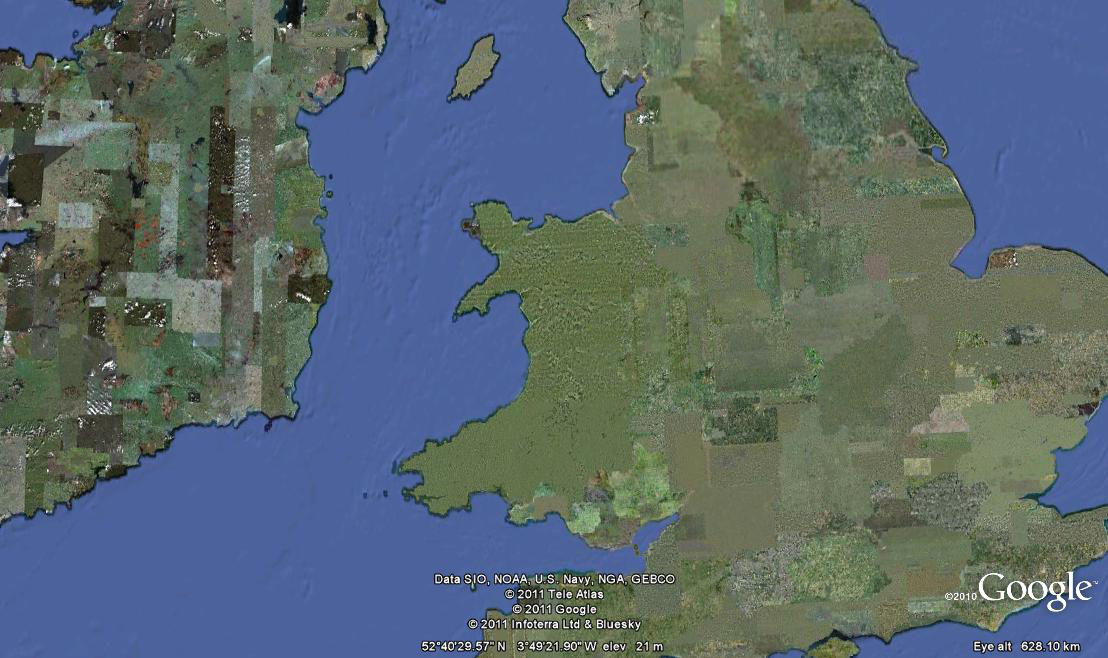 Data SIO, NOAA, U.S. Navy, NGA, GEBCO
© 2011 Tele Atlas
© 2011 Google
© 2011 Infoterra Ltd & Bluesky
©2010 Google™
52°40'29.57" N 3°49'21.90" W elev 21 m
Eye alt 628.10 km